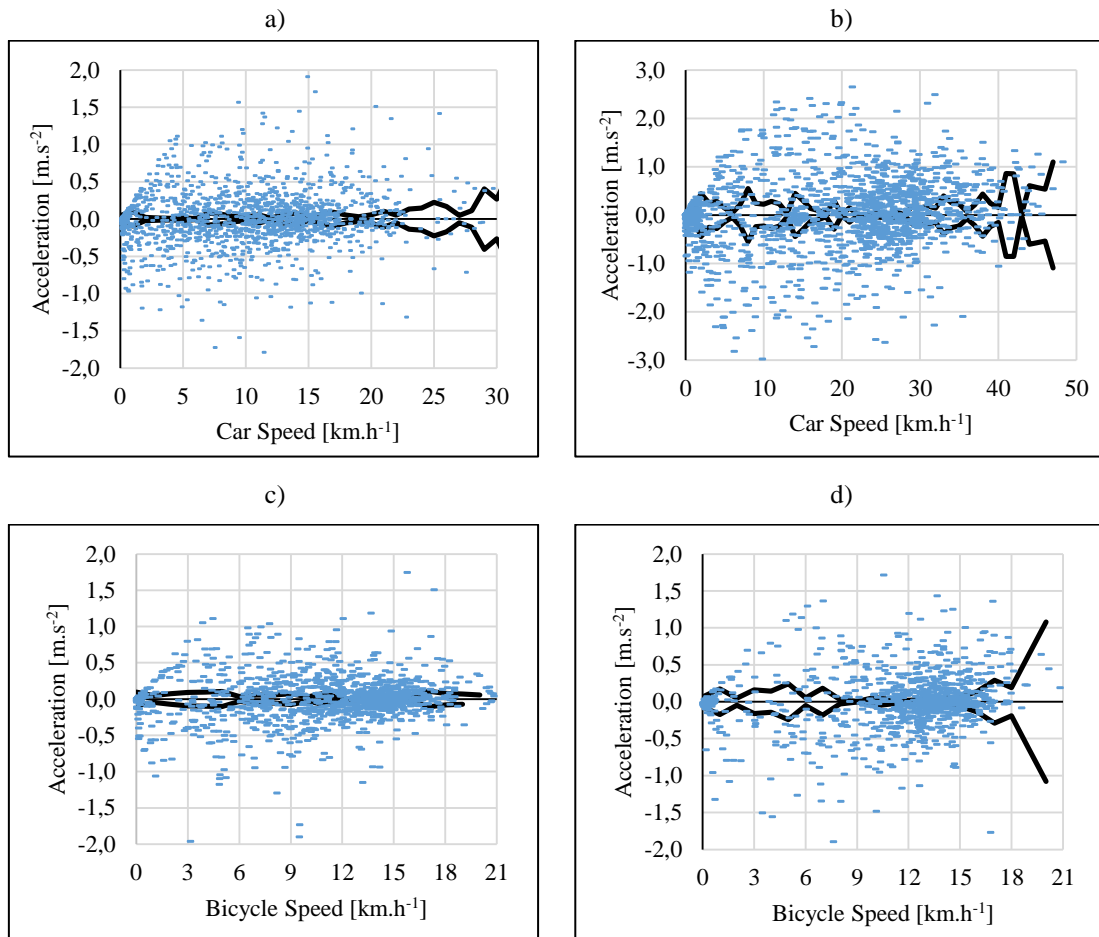 a)
2,0
1,5
1,0
0,5
0,0
-0,5
-1,0
-1,5
-2,0
Acceleration [m.s-2]
0 5 10 15 20 25 30
Car Speed [km.h-1]
b)
3,0
2,0
1,0
0,0
-1,0
-2,0
-3,0
Acceleration [m.s-2]
0 10 20 30 40 50
Car Speed [km.h-1]
c)
2,0
1,5
1,0
0,5
0,0
-0,5
-1,0
-1,5
-2,0
Acceleration [m.s-2]
0 3 6 9 12 15 18 21
Bicycle Speed [km.h-1]
d)
2,0
1,5
1,0
0,5
0,0
-0,5
-1,0
-1,5
-2,0
Acceleration [m.s-2]
0 3 6 9 12 15 18 21
Bicycle Speed [km.h-1]